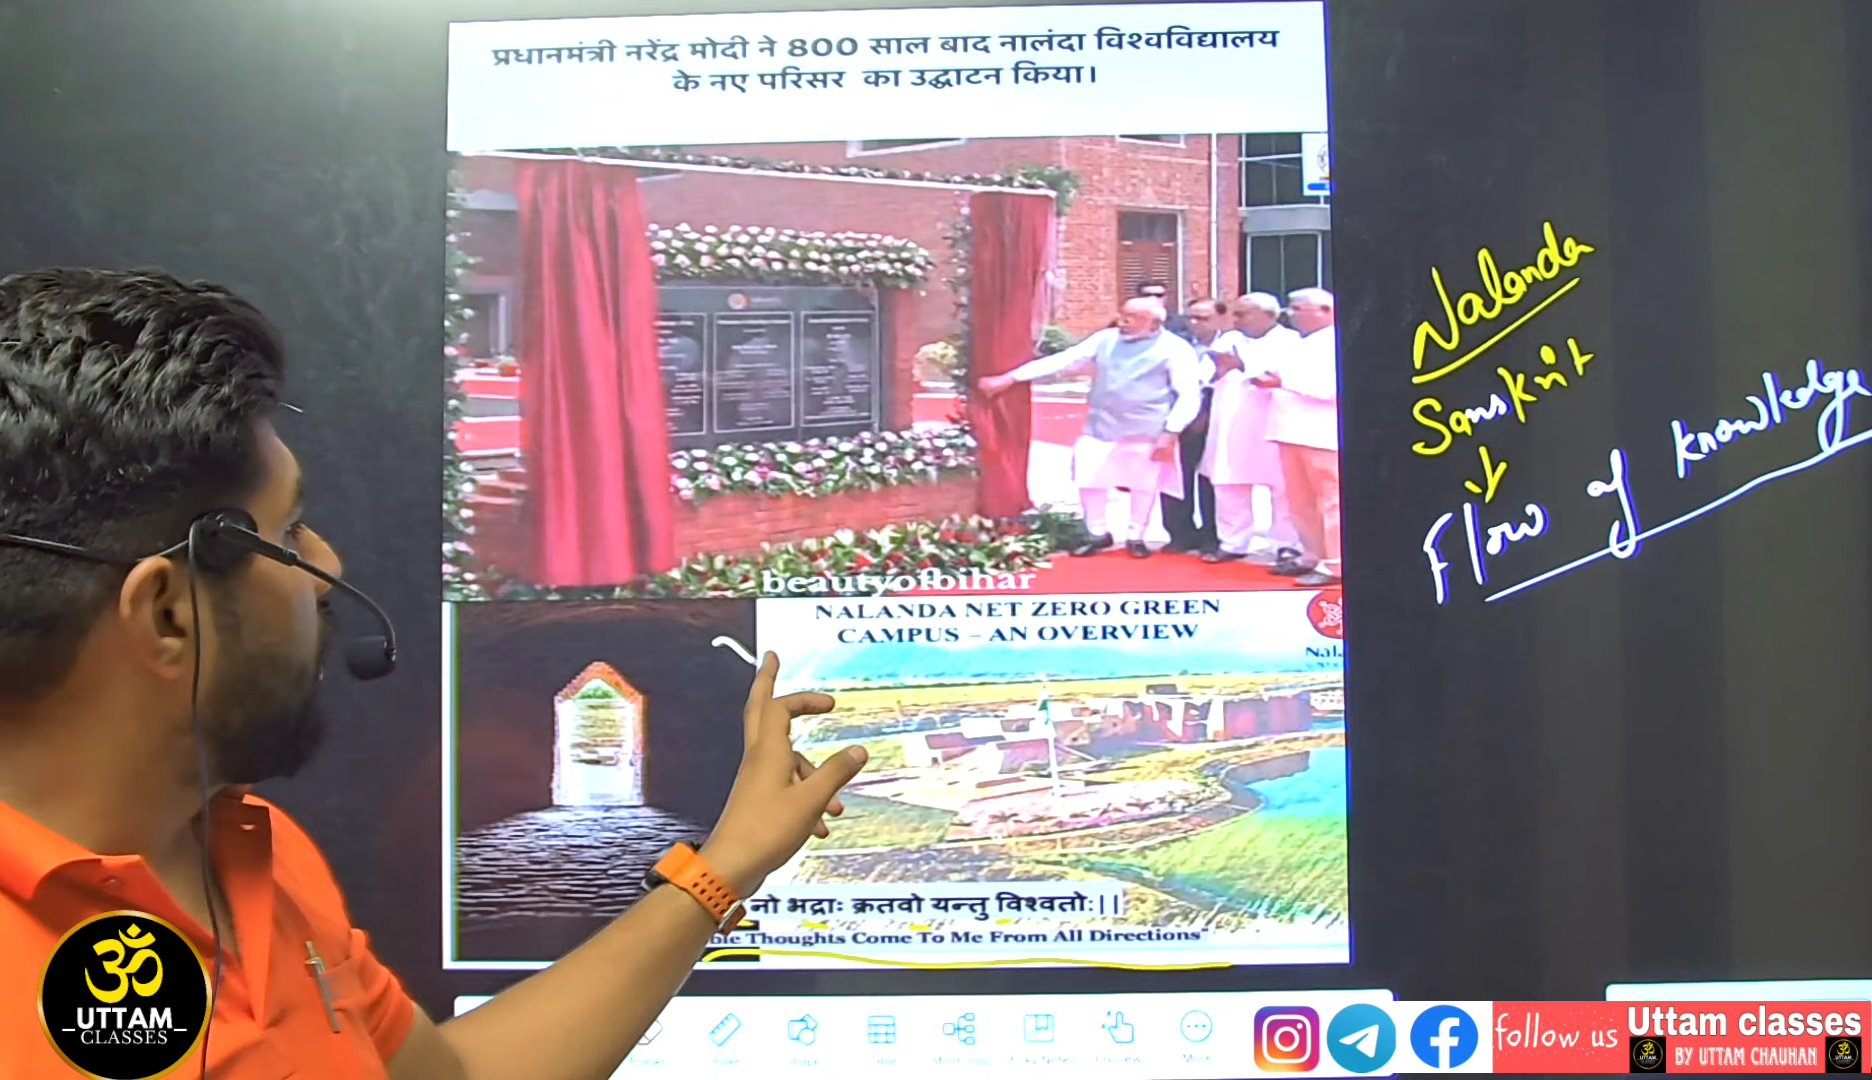 प्रधानमंत्री नरेंद्र मोदी ने 800 साल बाद नालंदा विश्वविद्यालय
के नए परिसर का उद्घाटन किया।
Nalanda
Sanskrit
Flow of knowledge
beautyofbihar
NALANDA NET ZERO GREEN
CAMPUS – AN OVERVIEW
नो भद्राः क्रतवो यन्तु विश्वतोः||
Thoughts Come To Me From All Directions"
ॐ
UTTAM
CLASSES
follow us
Uttam classes
BY UTTAM CHAUHAN